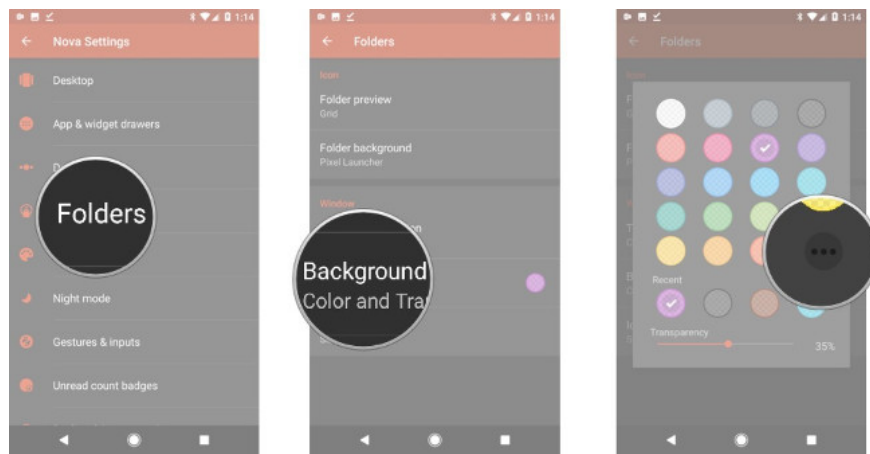 1:14
Nova Settings
Desktop
App & widget drawers
Folders
Night mode
Gestures & inputs
Unread count badges
1:14
Folders
Icon
Folder preview
Grid
Folder background
Pixel Launcher
Window
on
Background
Color and Tra
1:14
Folders
Recent
Transparency
35%